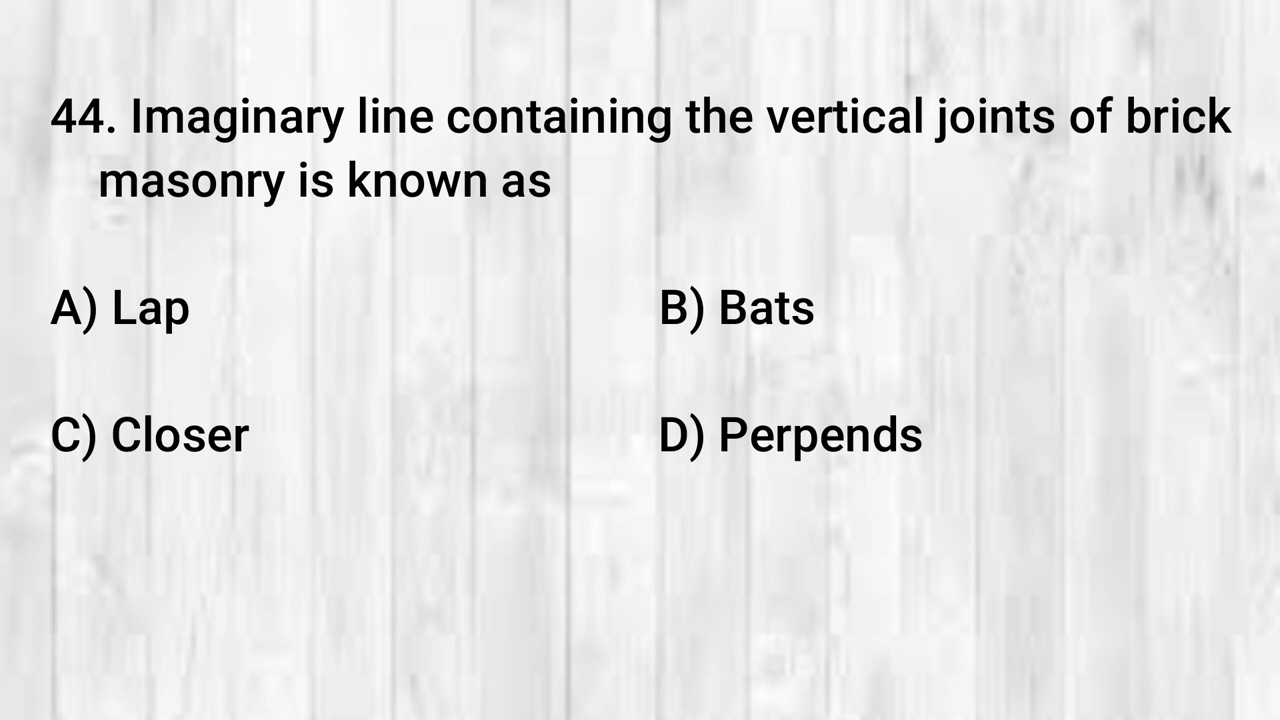 44. Imaginary line containing the vertical joints of brick
masonry is known as
A) Lap B) Bats
C) Closer D) Perpends